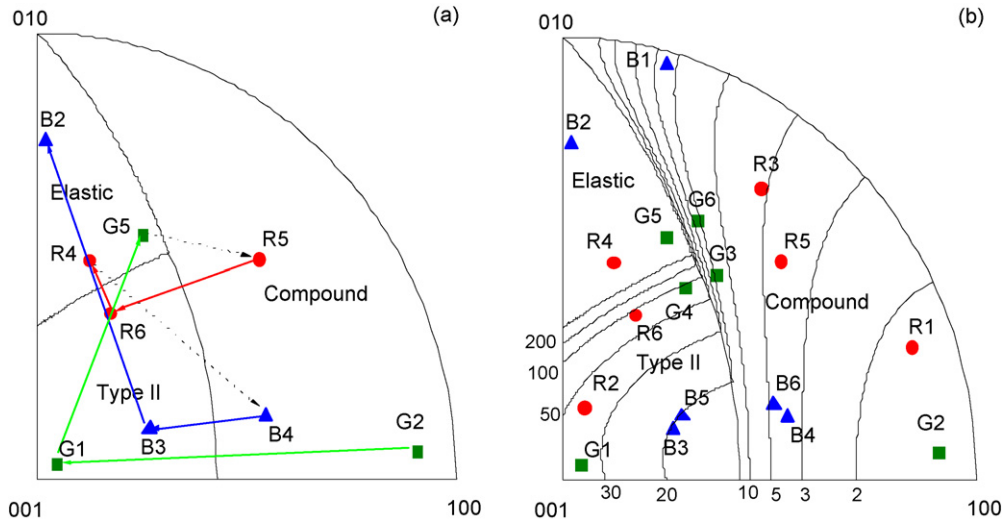 010
(a)
B2
Elastic
G5
R4
R5
Compound
R6
Type II
B3
B4
G1
G2
001
100
010
(b)
B1
B2
R3
Elastic
G6
G5
R4
R5
G3
Compound
G4
R6
R1
200
Type II
100
R2
B5
B6
50
B3
B4
G1
G2
001
30
20
10
5
3
2
100